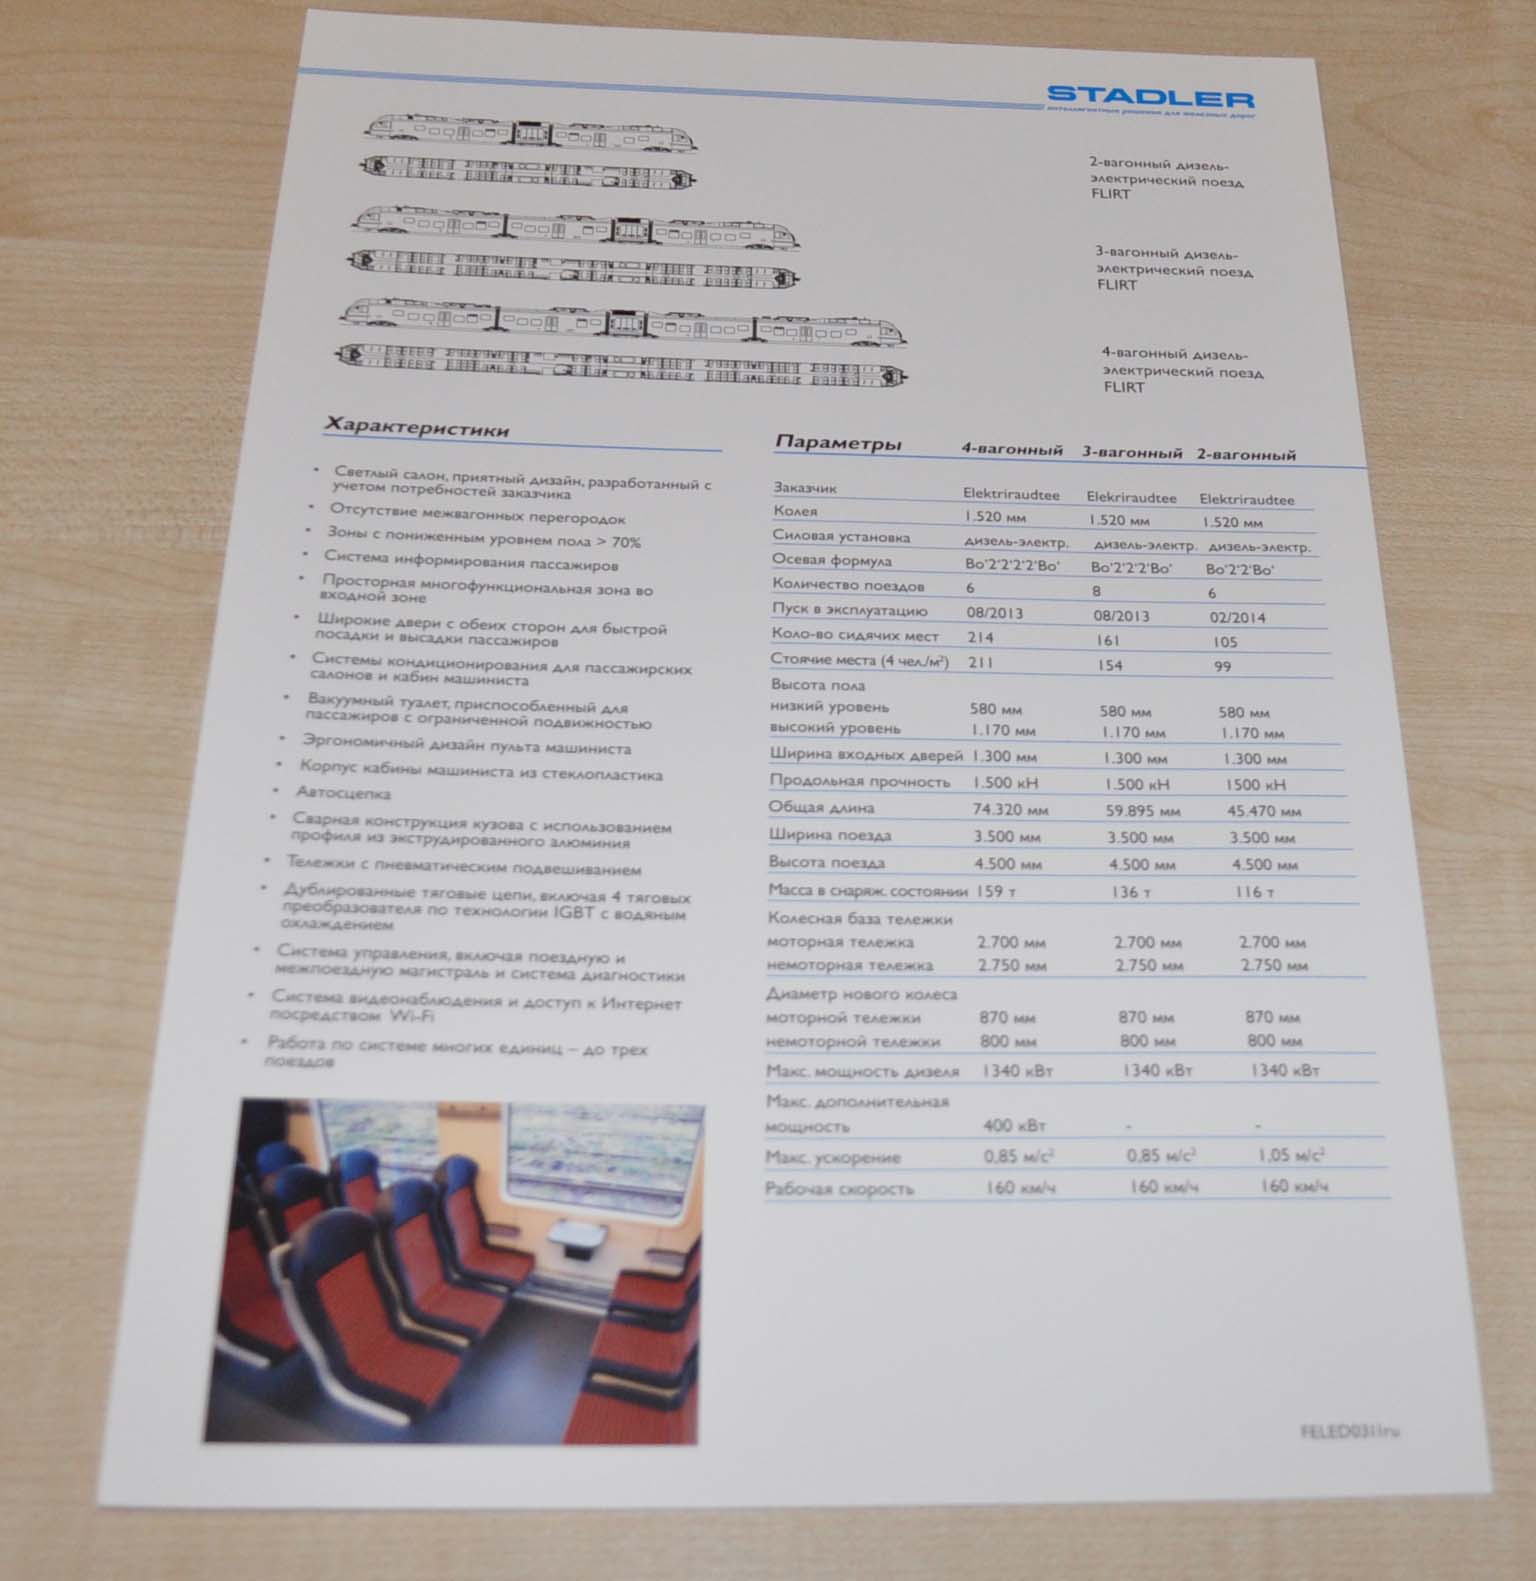 STADLER
интеллигентные решения для железных дорог
2-вагонный дизель-
электрический поезд
FLIRT
3-вагонный дизель-
электрический поезд
FLIRT
4-вагонный дизель-
электрический поезд
FLIRT
Характеристики
• Светлый салон, приятный дизайн, разработанный с
учетом потребностей заказчика
• Отсутствие межвагонных перегородок
• Зоны с пониженным уровнем пола > 70%
• Система информирования пассажиров
• Просторная многофункциональная зона во
входной зоне
• Широкие двери с обеих сторон для быстрой
посадки и высадки пассажиров
• Системы кондиционирования для пассажирских
салонов и кабин машиниста
• Вакуумный туалет, приспособленный для
пассажиров с ограниченной подвижностью
• Эргономичный дизайн пульта машиниста
• Корпус кабины машиниста из стеклопластика
• Автосцепка
• Сварная конструкция кузова с использованием
профиля из экструдированного алюминия
• Тележки с пневматическим подвешиванием
• Дублированные тяговые цепи, включая 4 тяговых
преобразователя по технологии IGBT с водяным
охлаждением
• Система управления, включая поездную и
межпоездную магистраль и система диагностики
• Система видеонаблюдения и доступ к Интернет
посредством Wi-Fi
• Работа по системе многих единиц – до трех
поездов
Параметры 4-вагонный 3-вагонный 2-вагонный
Заказчик Elektriraudtee Elekriraudtee Elektriraudtee
Колея 1.520 мм 1.520 мм 1.520 мм
Силовая установка дизель-электр. дизель-электр. дизель-электр.
Осевая формула Bo'2'2'2'2'Bo' Bo'2'2'2'Bo' Bo'2'2'Bo'
Количество поездов 6 8 6
Пуск в эксплуатацию 08/2013 08/2013 02/2014
Коло-во сидячих мест 214 161 105
Стоячие места (4 чел./м²) 211 154 99
Высота пола
низкий уровень 580 мм 580 мм 580 мм
высокий уровень 1.170 мм 1.170 мм 1.170 мм
Ширина входных дверей 1.300 мм 1.300 мм 1.300 мм
Продольная прочность 1.500 кН 1.500 кН 1500 кН
Общая длина 74.320 мм 59.895 мм 45.470 мм
Ширина поезда 3.500 мм 3.500 мм 3.500 мм
Высота поезда 4.500 мм 4.500 мм 4.500 мм
Масса в снаряж. состоянии 159 т 136 т 116 т
Колесная база тележки
моторная тележка 2.700 мм 2.700 мм 2.700 мм
немоторная тележка 2.750 мм 2.750 мм 2.750 мм
Диаметр нового колеса
моторной тележки 870 мм 870 мм 870 мм
немоторной тележки 800 мм 800 мм 800 мм
Макс. мощность дизеля 1340 кВт 1340 кВт 1340 кВт
Макс. дополнительная
мощность 400 кВт - -
Макс. ускорение 0,85 м/с² 0,85 м/с² 1,05 м/с²
Рабочая скорость 160 км/ч 160 км/ч 160 км/ч
FELED0311ru